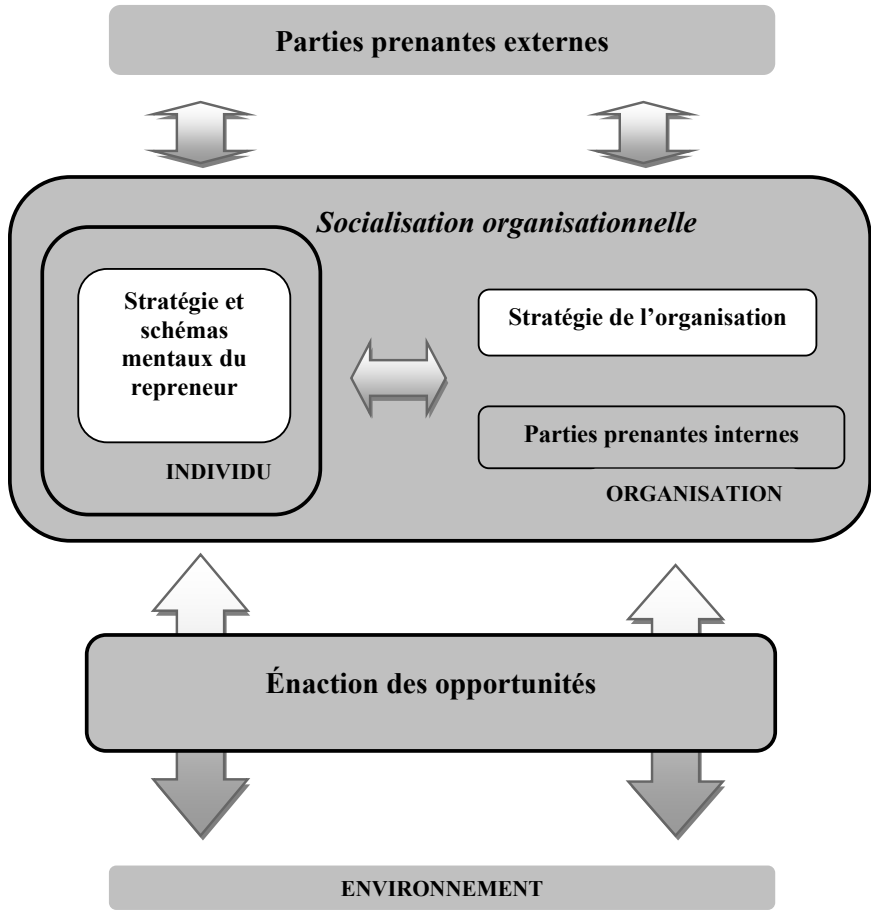 Parties prenantes externes
Socialisation organisationnelle
Stratégie et
schémas
mentaux du
repreneur
INDIVIDU
Stratégie de l’organisation
Parties prenantes internes
ORGANISATION
Énaction des opportunités
ENVIRONNEMENT